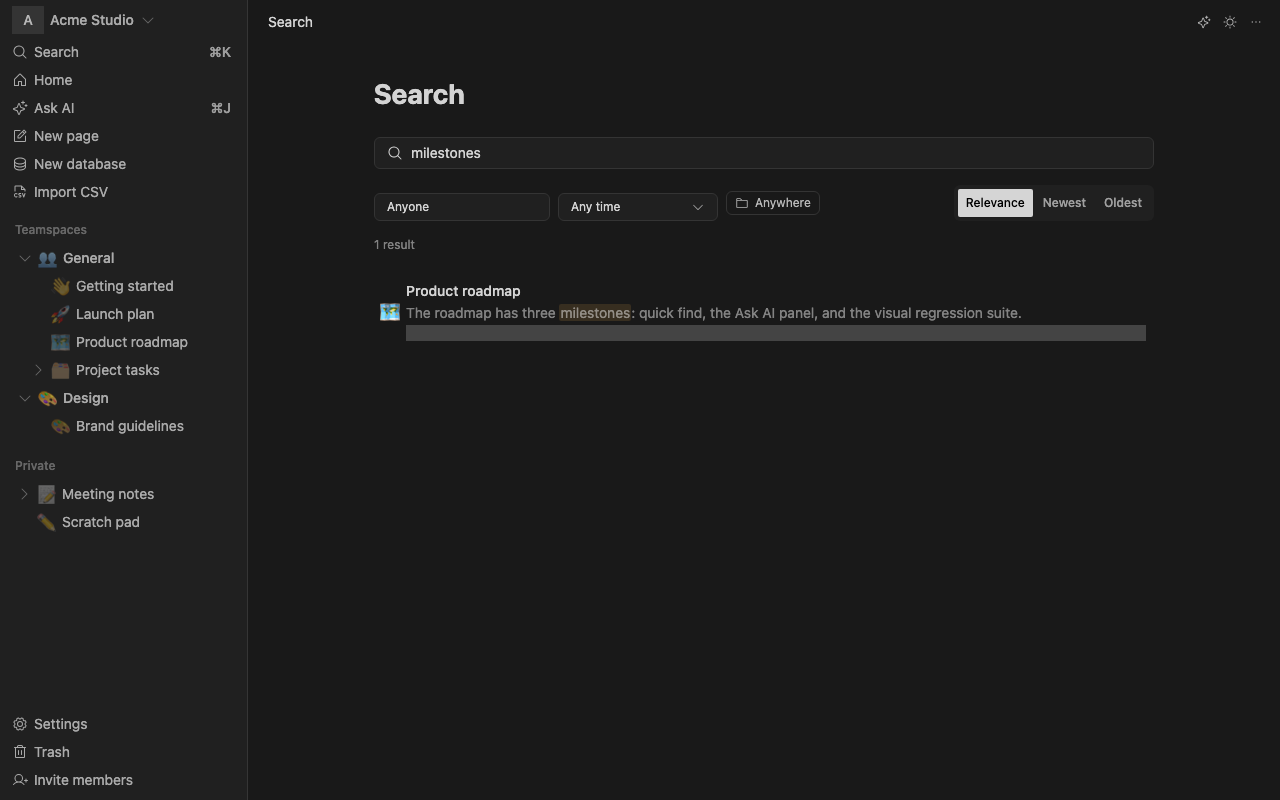 A Acme Studio
Search ⌘K
Home
Ask AI ⌘J
New page
New database
Import CSV
Teamspaces
General
Getting started
Launch plan
Product roadmap
Project tasks
Design
Brand guidelines
Private
Meeting notes
Scratch pad
Settings
Trash
Invite members
Search
Search
milestones
Anyone Any time Anywhere Relevance Newest Oldest
1 result
Product roadmap
The roadmap has three milestones: quick find, the Ask AI panel, and the visual regression suite.